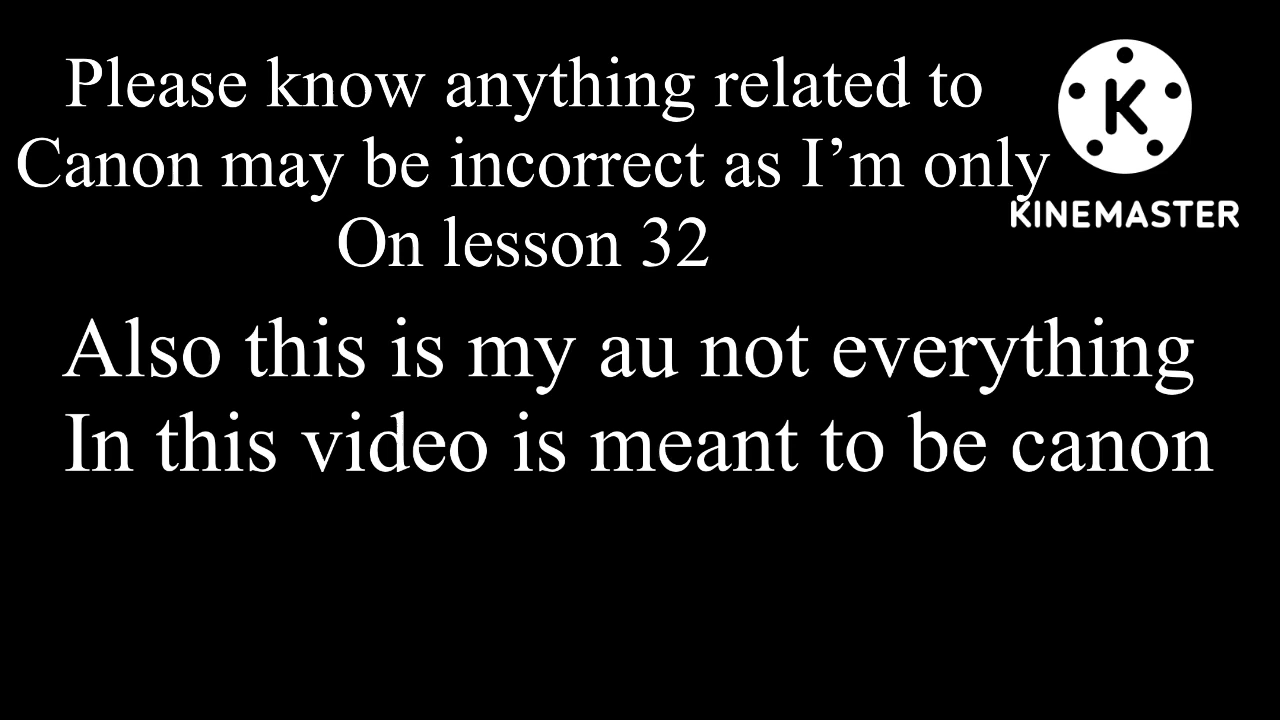 Please know anything related to
Canon may be incorrect as I’m only
On lesson 32
Also this is my au not everything
In this video is meant to be canon
K
KINEMASTER